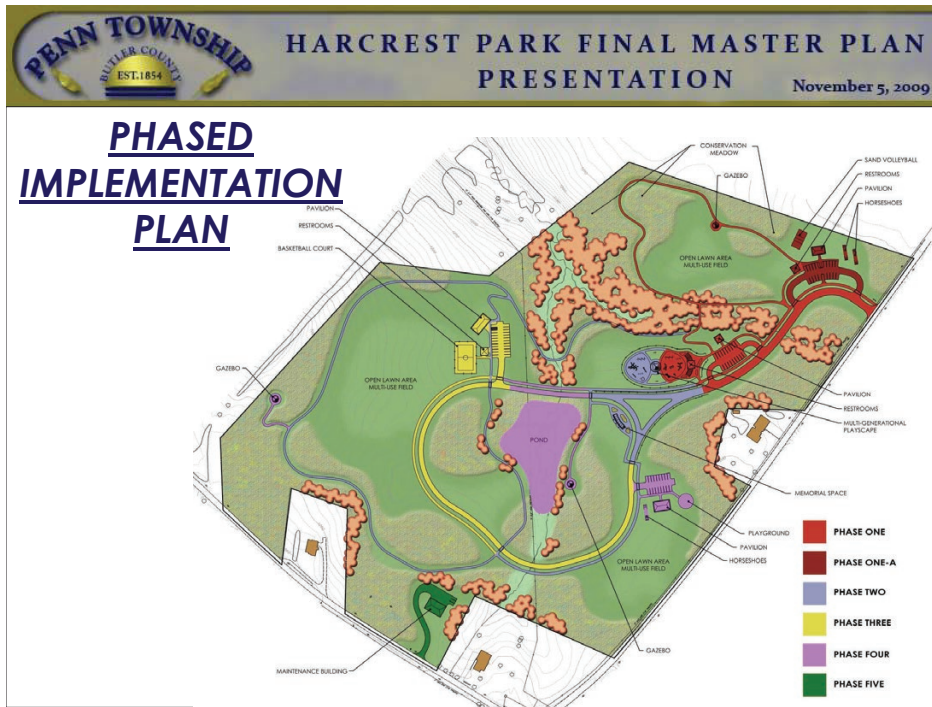 PENN TOWNSHIP
BUTLER COUNTY
EST.1854
HARCREST PARK FINAL MASTER PLAN
PRESENTATION
November 5, 2009
PHASED
IMPLEMENTATION
PLAN
CONSERVATION
MEADOW
GAZEBO
SAND VOLLEYBALL
RESTROOMS
PAVILION
HORSESHOES
PAVILION
RESTROOMS
BASKETBALL COURT
OPEN LAWN AREA
MULTI-USE FIELD
GAZEBO
OPEN LAWN AREA
MULTI-USE FIELD
PAVILION
RESTROOMS
MULTI-GENERATIONAL
PLAYSCAPE
POND
MEMORIAL SPACE
PLAYGROUND
PAVILION
HORSESHOES
OPEN LAWN AREA
MULTI-USE FIELD
GAZEBO
MAINTENANCE BUILDING
PHASE ONE
PHASE ONE-A
PHASE TWO
PHASE THREE
PHASE FOUR
PHASE FIVE